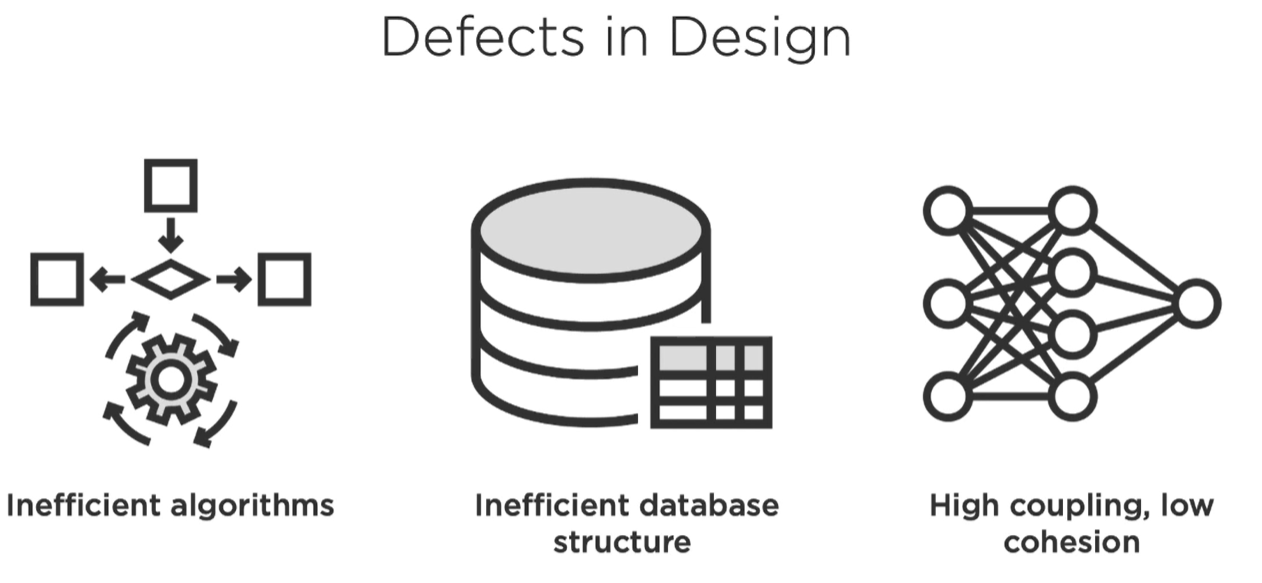 Defects in Design
Inefficient algorithms
Inefficient database
structure
High coupling, low
cohesion